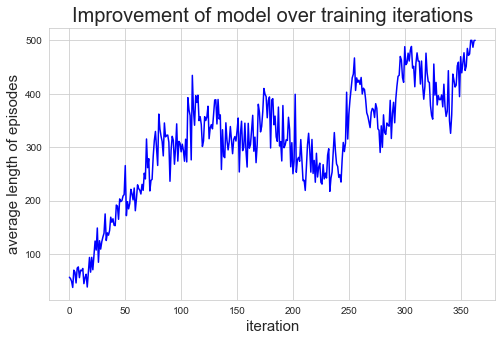 Improvement of model over training iterations
average length of episodes
500
400
300
200
100
0 50 100 150 200 250 300 350
iteration